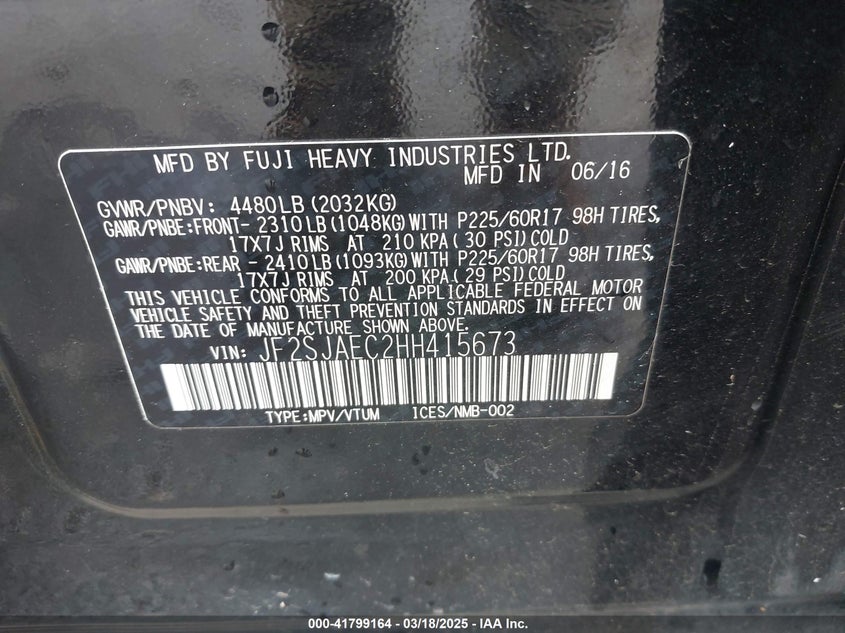 MFD BY FUJI HEAVY INDUSTRIES LTD.
MFD IN 06/16
GVWR/PNBV: 4480LB (2032KG)
GAWR/PNBE:FRONT- 2310LB (1048KG) WITH P225/60R17 98H TIRES,
17X7J RIMS AT 210 KPA ( 30 PSI) COLD
GAWR/PNBE:REAR - 2410LB (1093KG) WITH P225/60R17 98H TIRES,
17X7J RIMS AT 200 KPA ( 29 PSI) COLD
THIS VEHICLE CONFORMS TO ALL APPLICABLE FEDERAL MOTOR
VEHICLE SAFETY AND THEFT PREVENTION STANDARDS IN EFFECT ON
THE DATE OF MANUFACTURE SHOWN ABOVE.
VIN: JF2SJAEC2HH415673
TYPE:MPV/VTUM ICES/NMB-002
000-41799164 - 03/18/2025 - IAA Inc.